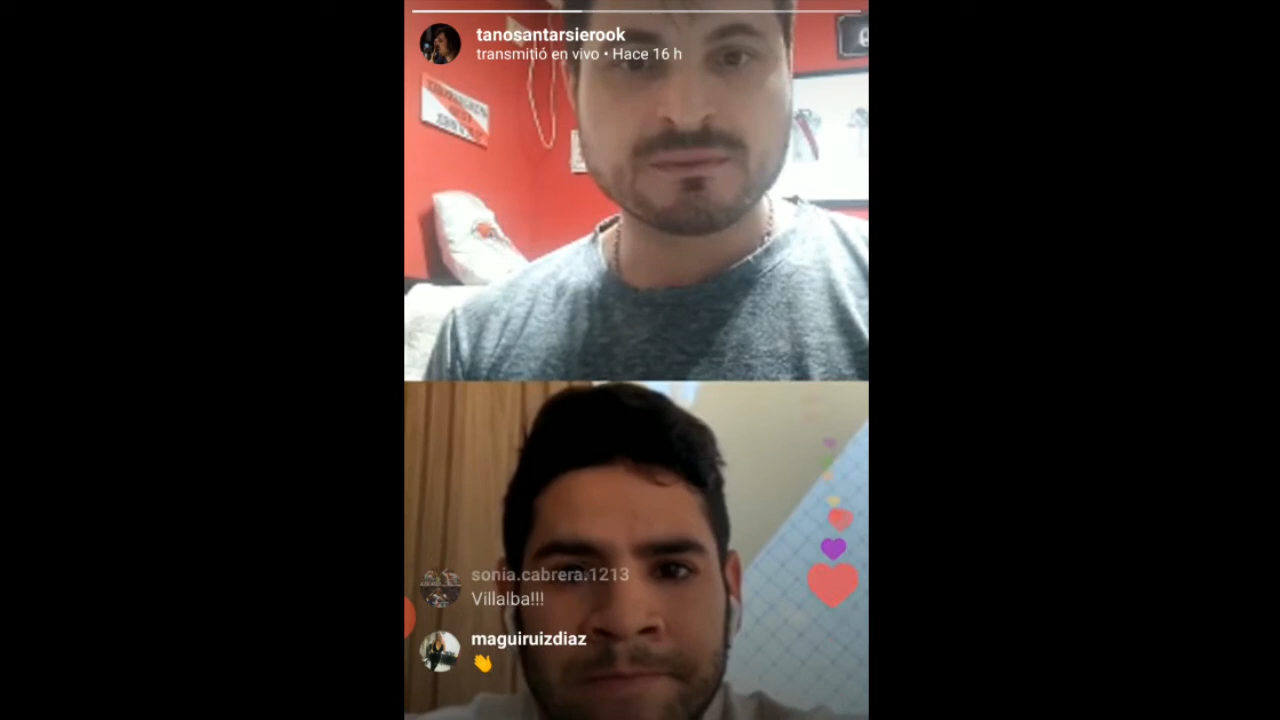 tanosantarsierook
transmitió en vivo • Hace 16 h
sonia.cabrera.1213
Villalba!!!
maguiruizdiaz
👏